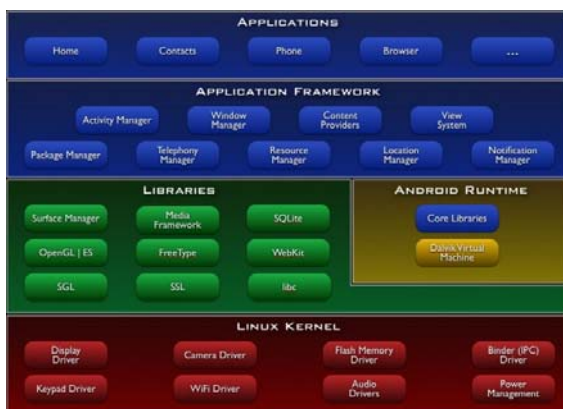 APPLICATIONS
Home Contacts Phone Browser ...
APPLICATION FRAMEWORK
Activity Manager Window Manager Content Providers View System
Package Manager Telephony Manager Resource Manager Location Manager Notification Manager
LIBRARIES
Surface Manager Media Framework SQLite
OpenGL | ES FreeType WebKit
SGL SSL libc
ANDROID RUNTIME
Core Libraries
Dalvik Virtual Machine
LINUX KERNEL
Display Driver Camera Driver Flash Memory Driver Binder (IPC) Driver
Keypad Driver WiFi Driver Audio Drivers Power Management